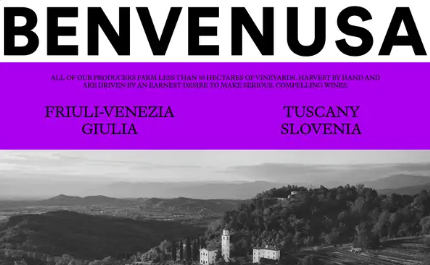 BENVENUSA
ALL OF OUR PRODUCERS FARM LESS THAN 50 HECTARES OF VINEYARDS, HARVEST BY HAND AND
ARE DRIVEN BY AN EARNEST DESIRE TO MAKE SERIOUS, COMPELLING WINES.
FRIULI-VENEZIA
GIULIA
TUSCANY
SLOVENIA